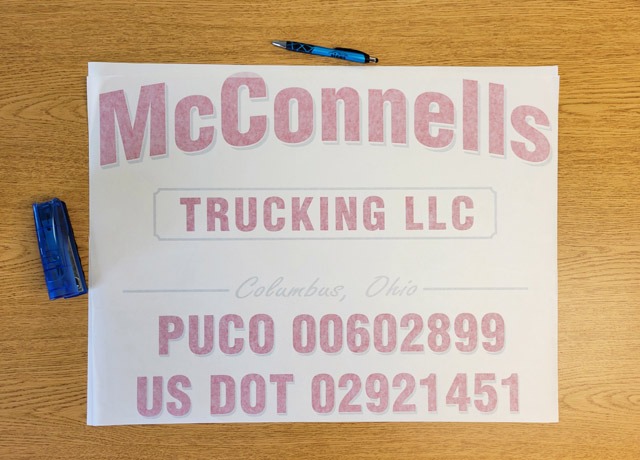 McConnells
TRUCKING LLC
Columbus, Ohio
PUCO 00602899
US DOT 02921451